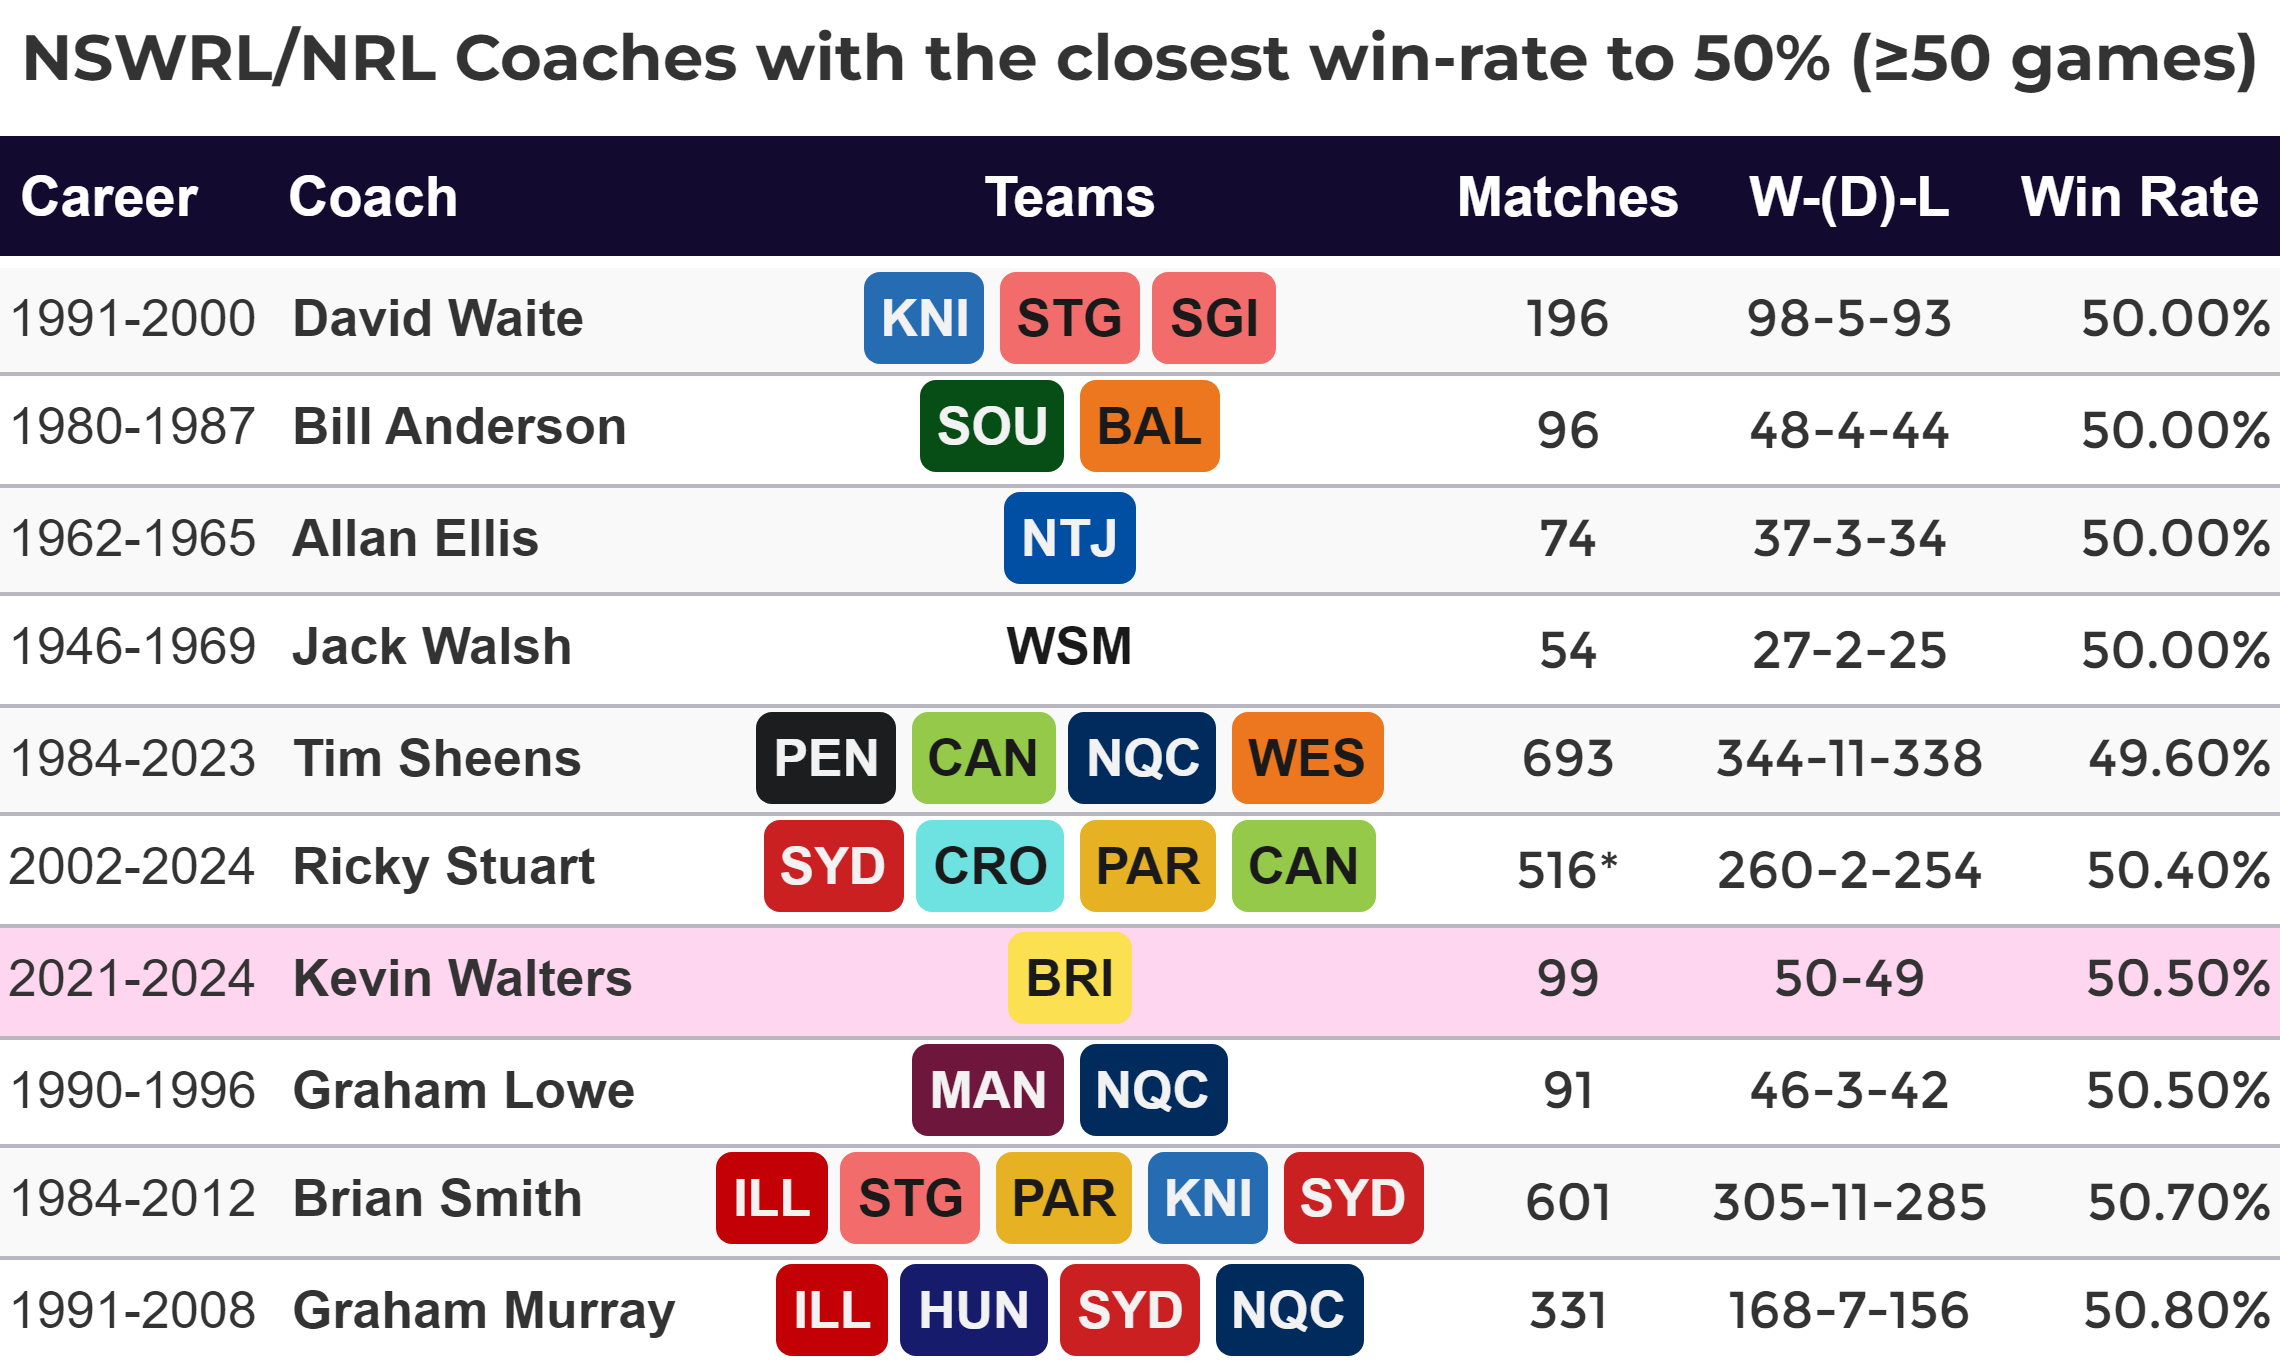 NSWRL/NRL Coaches with the closest win-rate to 50% (≥50 games)
Career Coach Teams Matches W-(D)-L Win Rate
1991-2000 David Waite KNI STG SGI 196 98-5-93 50.00%
1980-1987 Bill Anderson SOU BAL 96 48-4-44 50.00%
1962-1965 Allan Ellis NTJ 74 37-3-34 50.00%
1946-1969 Jack Walsh WSM 54 27-2-25 50.00%
1984-2023 Tim Sheens PEN CAN NQC WES 693 344-11-338 49.60%
2002-2024 Ricky Stuart SYD CRO PAR CAN 516* 260-2-254 50.40%
2021-2024 Kevin Walters BRI 99 50-49 50.50%
1990-1996 Graham Lowe MAN NQC 91 46-3-42 50.50%
1984-2012 Brian Smith ILL STG PAR KNI SYD 601 305-11-285 50.70%
1991-2008 Graham Murray ILL HUN SYD NQC 331 168-7-156 50.80%